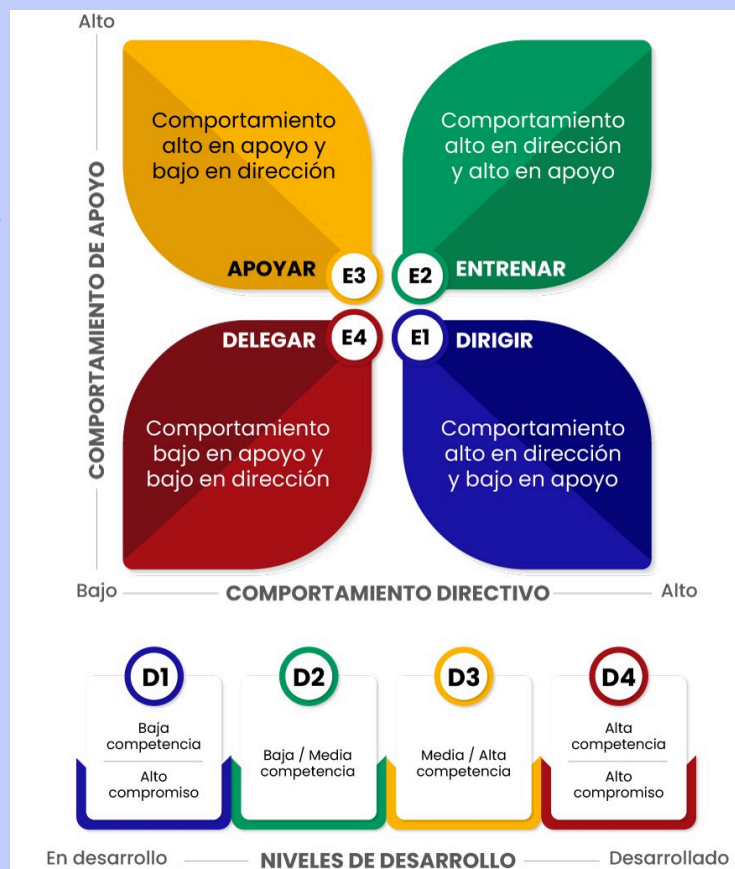 Alto
COMPORTAMIENTO DE APOYO
Comportamiento
alto en apoyo y
bajo en dirección
APOYAR E3
Comportamiento
alto en dirección
y alto en apoyo
E2 ENTRENAR
DELEGAR E4
Comportamiento
bajo en apoyo y
bajo en dirección
E1 DIRIGIR
Comportamiento
alto en dirección
y bajo en apoyo
Bajo COMPORTAMIENTO DIRECTIVO Alto
D1
Baja
competencia
Alto
compromiso
D2
Baja / Media
competencia
D3
Media / Alta
competencia
D4
Alta
competencia
Alto
compromiso
En desarrollo NIVELES DE DESARROLLO Desarrollado